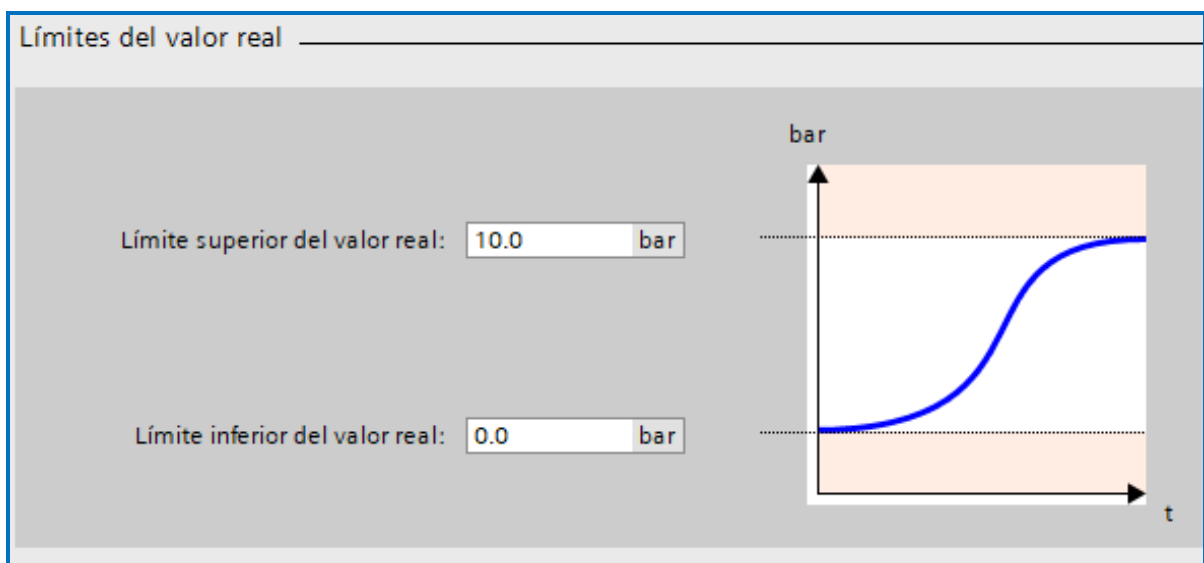 Límites del valor real
bar
Límite superior del valor real: 10.0 bar
Límite inferior del valor real: 0.0 bar
t